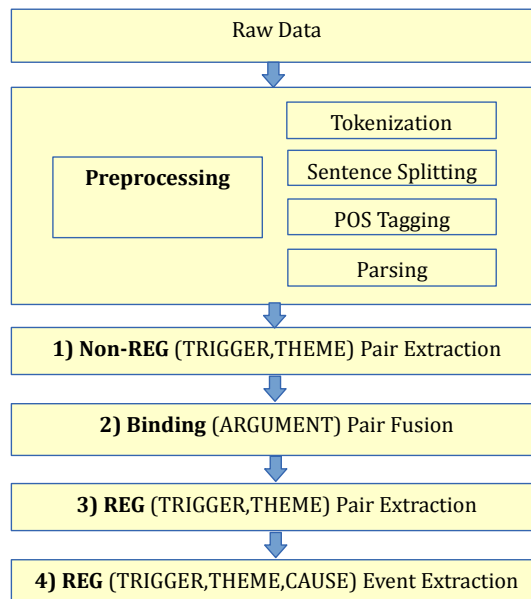 Raw Data
Preprocessing
Tokenization
Sentence Splitting
POS Tagging
Parsing
1) Non-REG (TRIGGER,THEME) Pair Extraction
2) Binding (ARGUMENT) Pair Fusion
3) REG (TRIGGER,THEME) Pair Extraction
4) REG (TRIGGER,THEME,CAUSE) Event Extraction